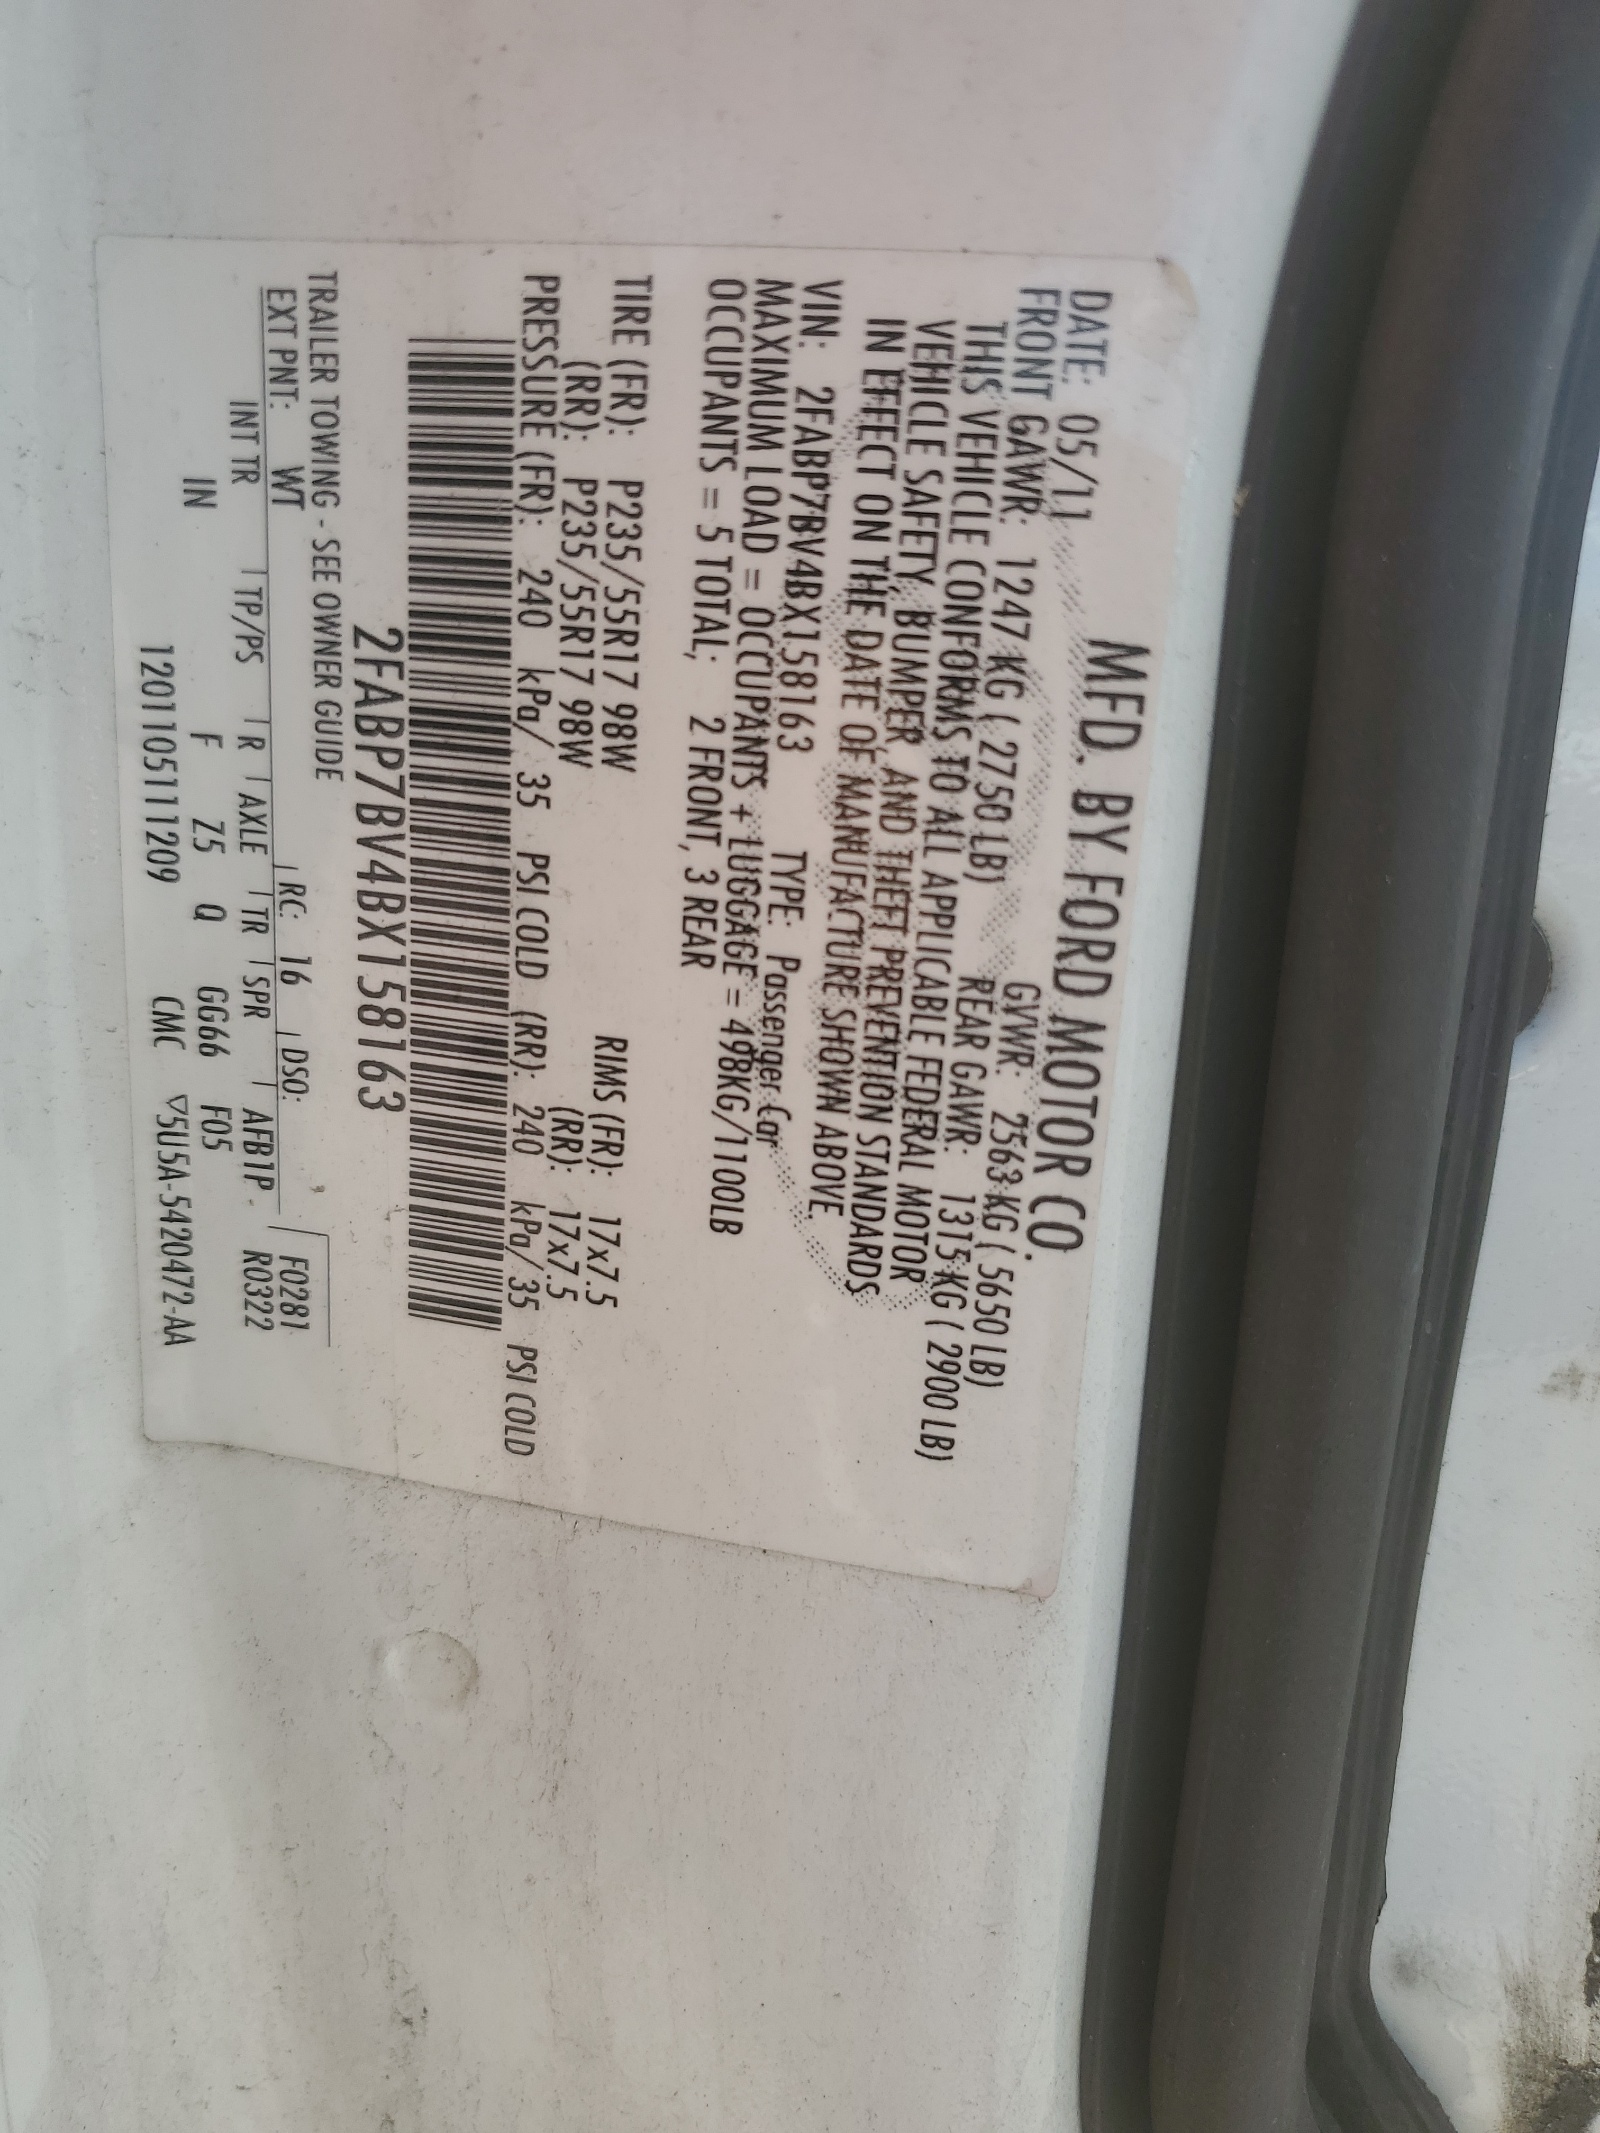 MFD. BY FORD MOTOR CO.
DATE: 05/11 GVWR: 2563 KG ( 5650 LB)
FRONT GAWR: 1247 KG ( 2750 LB) REAR GAWR: 1315 KG ( 2900 LB)
THIS VEHICLE CONFORMS TO ALL APPLICABLE FEDERAL MOTOR
VEHICLE SAFETY, BUMPER, AND THEFT PREVENTION STANDARDS
IN EFFECT ON THE DATE OF MANUFACTURE SHOWN ABOVE.
VIN: 2FABP7BV4BX158163 TYPE: Passenger Car
MAXIMUM LOAD = OCCUPANTS + LUGGAGE = 498KG/1100LB
OCCUPANTS = 5 TOTAL; 2 FRONT, 3 REAR
TIRE (FR): P235/55R17 98W RIMS (FR): 17x7.5
(RR): P235/55R17 98W (RR): 17x7.5
PRESSURE (FR): 240 kPa/ 35 PSI COLD (RR): 240 kPa/ 35 PSI COLD
2FABP7BV4BX158163
TRAILER TOWING - SEE OWNER GUIDE
EXT PNT: WT RC: 16 DSO: F0281
INT TR TP/PS R AXLE TR SPR AFB1P - R0322
IN F Z5 Q GG66 F05
12011051111209 CMC ▽5U5A-5420472-AA